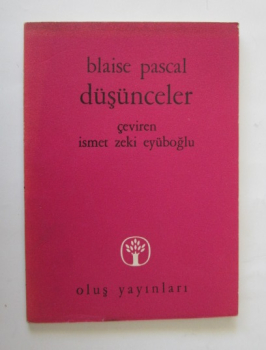 blaise pascal
düşünceler
çeviren
ismet zeki eyüboğlu
oluş yayınları